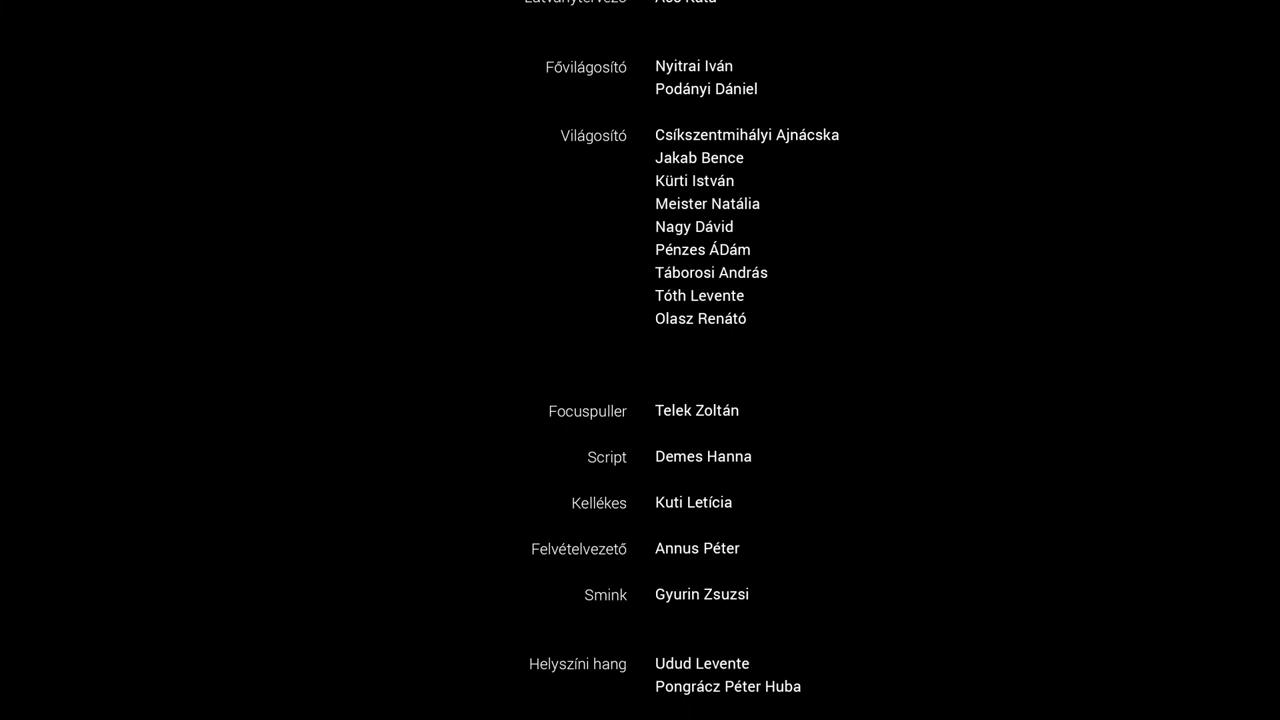 Fővilágosító Nyitrai Iván
Podányi Dániel
Világosító Csíkszentmihályi Ajnácska
Jakab Bence
Kürti István
Meister Natália
Nagy Dávid
Pénzes ÁDám
Táborosi András
Tóth Levente
Olasz Renátó
Focuspuller Telek Zoltán
Script Demes Hanna
Kellékes Kuti Letícia
Felvételvezető Annus Péter
Smink Gyurin Zsuzsi
Helyszíni hang Udud Levente
Pongrácz Péter Huba